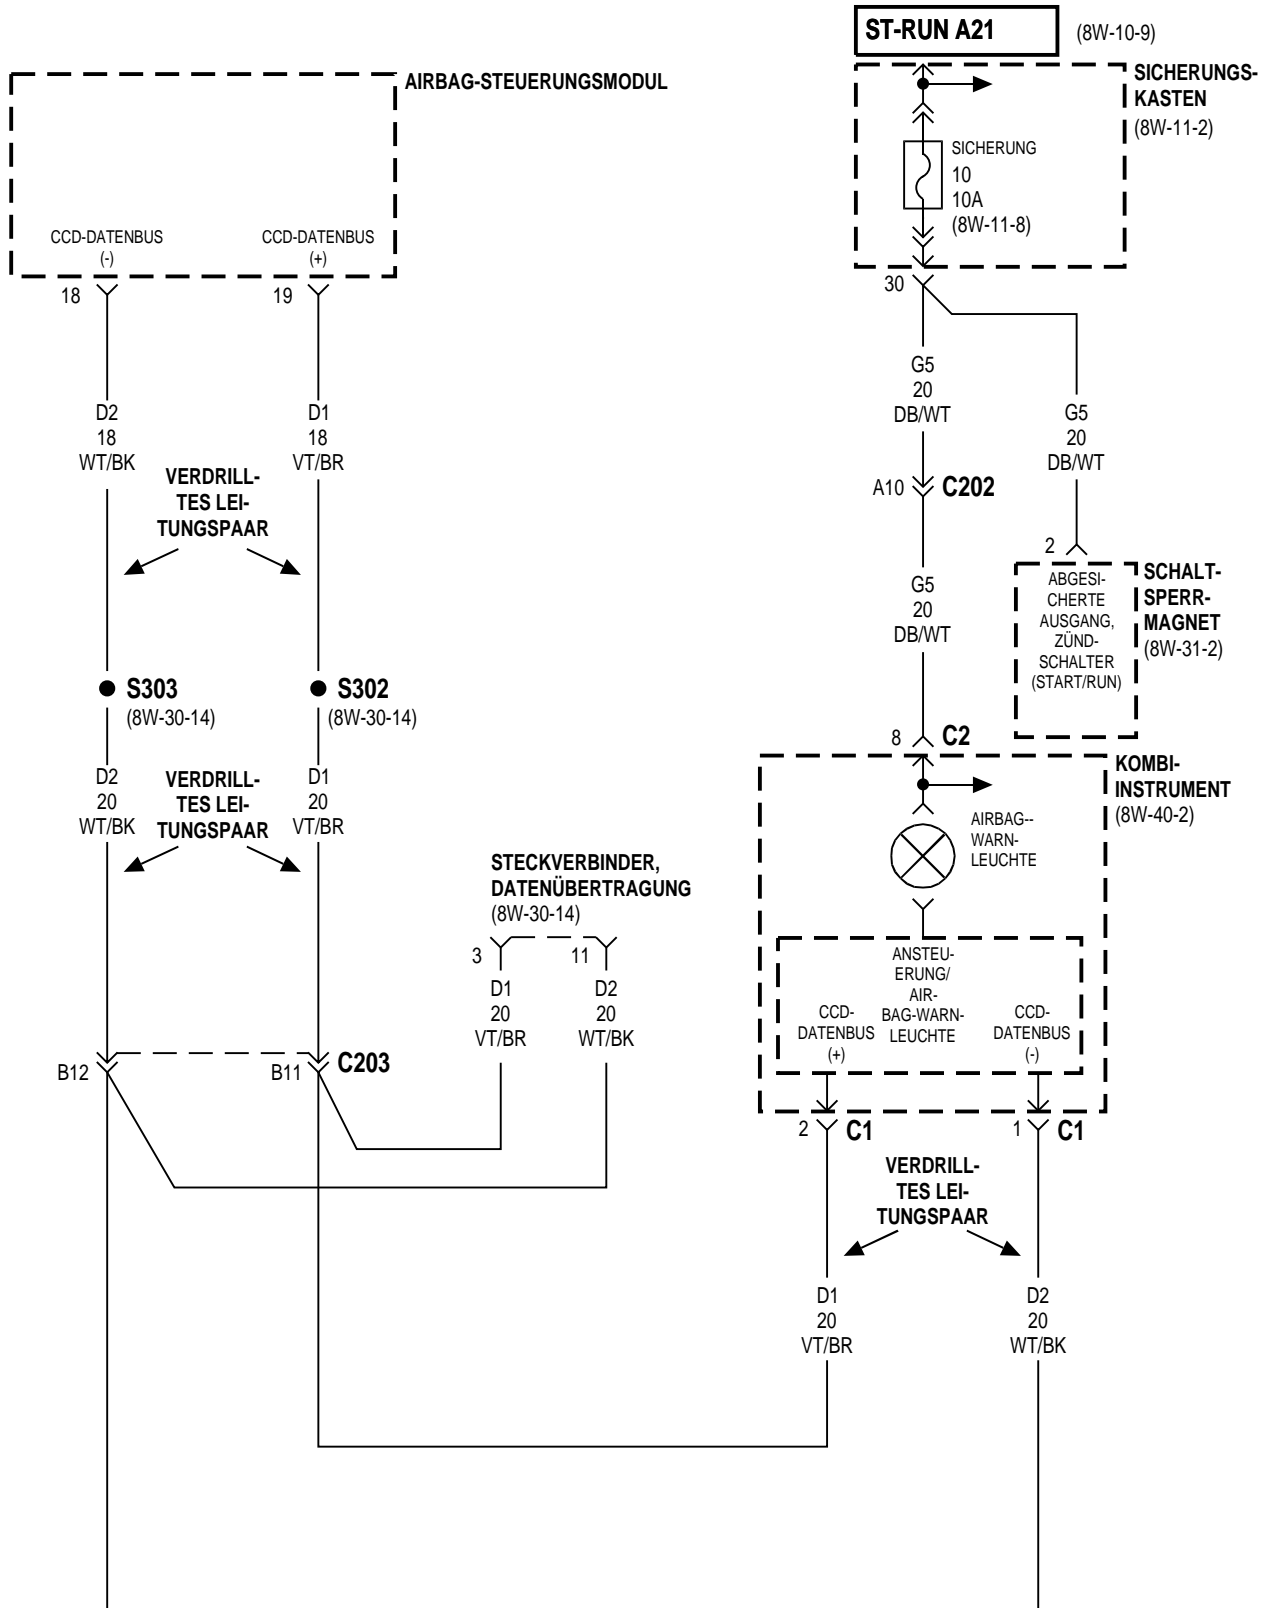 ST-RUN A21
(8W-10-9)
AIRBAG-STEUERUNGSMODUL
SICHERUNGS-
KASTEN
(8W-11-2)
SICHERUNG
10
10A
(8W-11-8)
CCD-DATENBUS
(-)
CCD-DATENBUS
(+)
18
19
30
D2
18
WT/BK
D1
18
VT/BR
VERDRILL-
TES LEI-
TUNGSPAAR
G5
20
DB/WT
G5
20
DB/WT
A10
C202
G5
20
DB/WT
2
ABGESI-
CHERTE
AUSGANG,
ZÜND-
SCHALTER
(START/RUN)
SCHALT-
SPERR-
MAGNET
(8W-31-2)
S303
(8W-30-14)
S302
(8W-30-14)
8
C2
D2
20
WT/BK
VERDRILL-
TES LEI-
TUNGSPAAR
D1
20
VT/BR
KOMBI-
INSTRUMENT
(8W-40-2)
AIRBAG--
WARN-
LEUCHTE
STECKVERBINDER,
DATENÜBERTRAGUNG
(8W-30-14)
3
11
D1
20
VT/BR
D2
20
WT/BK
ANSTEU-
ERUNG/
AIR-
BAG-WARN-
LEUCHTE
CCD-
DATENBUS
(+)
CCD-
DATENBUS
(-)
B12
B11
C203
2
C1
1
C1
VERDRILL-
TES LEI-
TUNGSPAAR
D1
20
VT/BR
D2
20
WT/BK